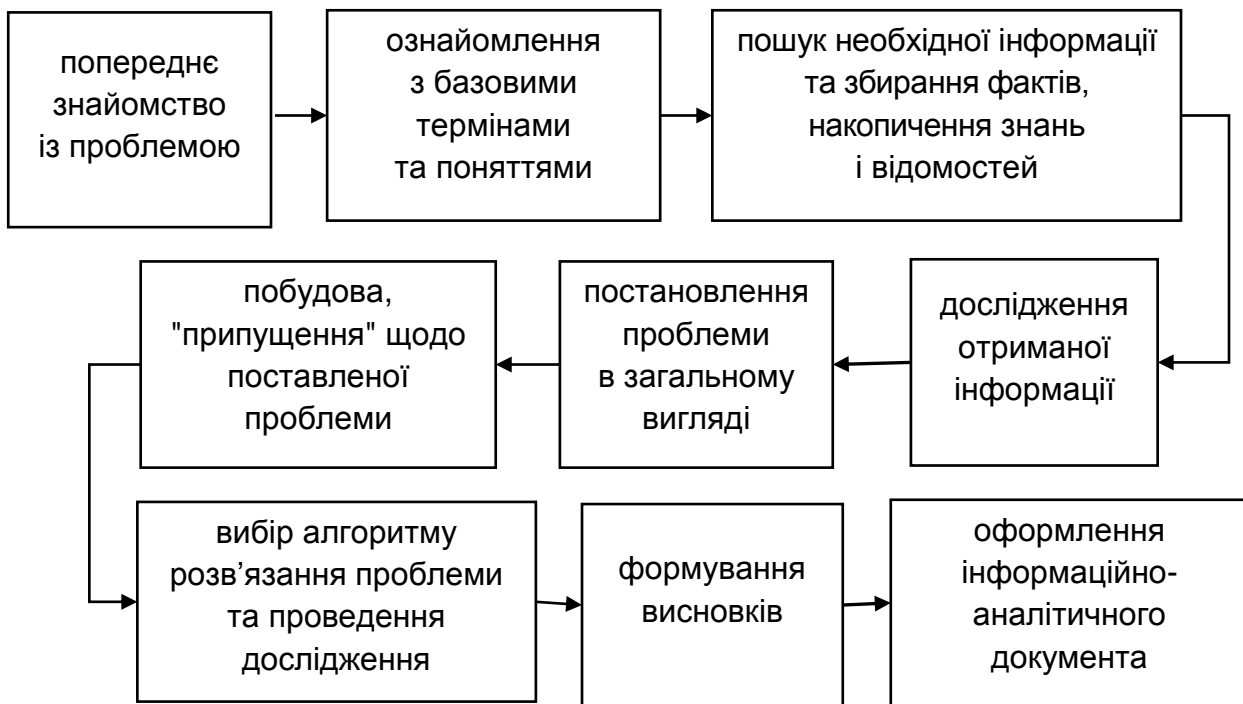 попереднє
знайомство
із проблемою
ознайомлення
з базовими
термінами
та поняттями
пошук необхідної інформації
та збирання фактів,
накопичення знань
і відомостей
дослідження
отриманої
інформації
постановлення
проблеми
в загальному
вигляді
побудова,
"припущення" щодо
поставленої
проблеми
вибір алгоритму
розв’язання проблеми
та проведення
дослідження
формування
висновків
оформлення
інформаційно-
аналітичного
документа